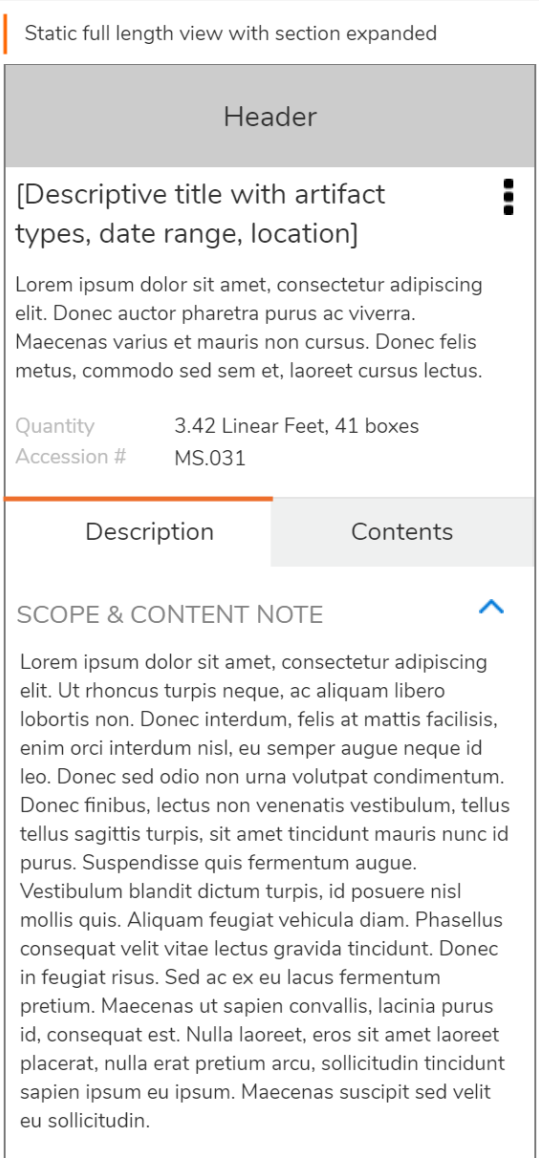 Static full length view with section expanded
Header
[Descriptive title with artifact
types, date range, location]
Lorem ipsum dolor sit amet, consectetur adipiscing
elit. Donec auctor pharetra purus ac viverra.
Maecenas varius et mauris non cursus. Donec felis
metus, commodo sed sem et, laoreet cursus lectus.
Quantity 3.42 Linear Feet, 41 boxes
Accession # MS.031
Description Contents
SCOPE & CONTENT NOTE
Lorem ipsum dolor sit amet, consectetur adipiscing
elit. Ut rhoncus turpis neque, ac aliquam libero
lobortis non. Donec interdum, felis at mattis facilisis,
enim orci interdum nisl, eu semper augue neque id
leo. Donec sed odio non urna volutpat condimentum.
Donec finibus, lectus non venenatis vestibulum, tellus
tellus sagittis turpis, sit amet tincidunt mauris nunc id
purus. Suspendisse quis fermentum augue.
Vestibulum blandit dictum turpis, id posuere nisl
mollis quis. Aliquam feugiat vehicula diam. Phasellus
consequat velit vitae lectus gravida tincidunt. Donec
in feugiat risus. Sed ac ex eu lacus fermentum
pretium. Maecenas ut sapien convallis, lacinia purus
id, consequat est. Nulla laoreet, eros sit amet laoreet
placerat, nulla erat pretium arcu, sollicitudin tincidunt
sapien ipsum eu ipsum. Maecenas suscipit sed velit
eu sollicitudin.